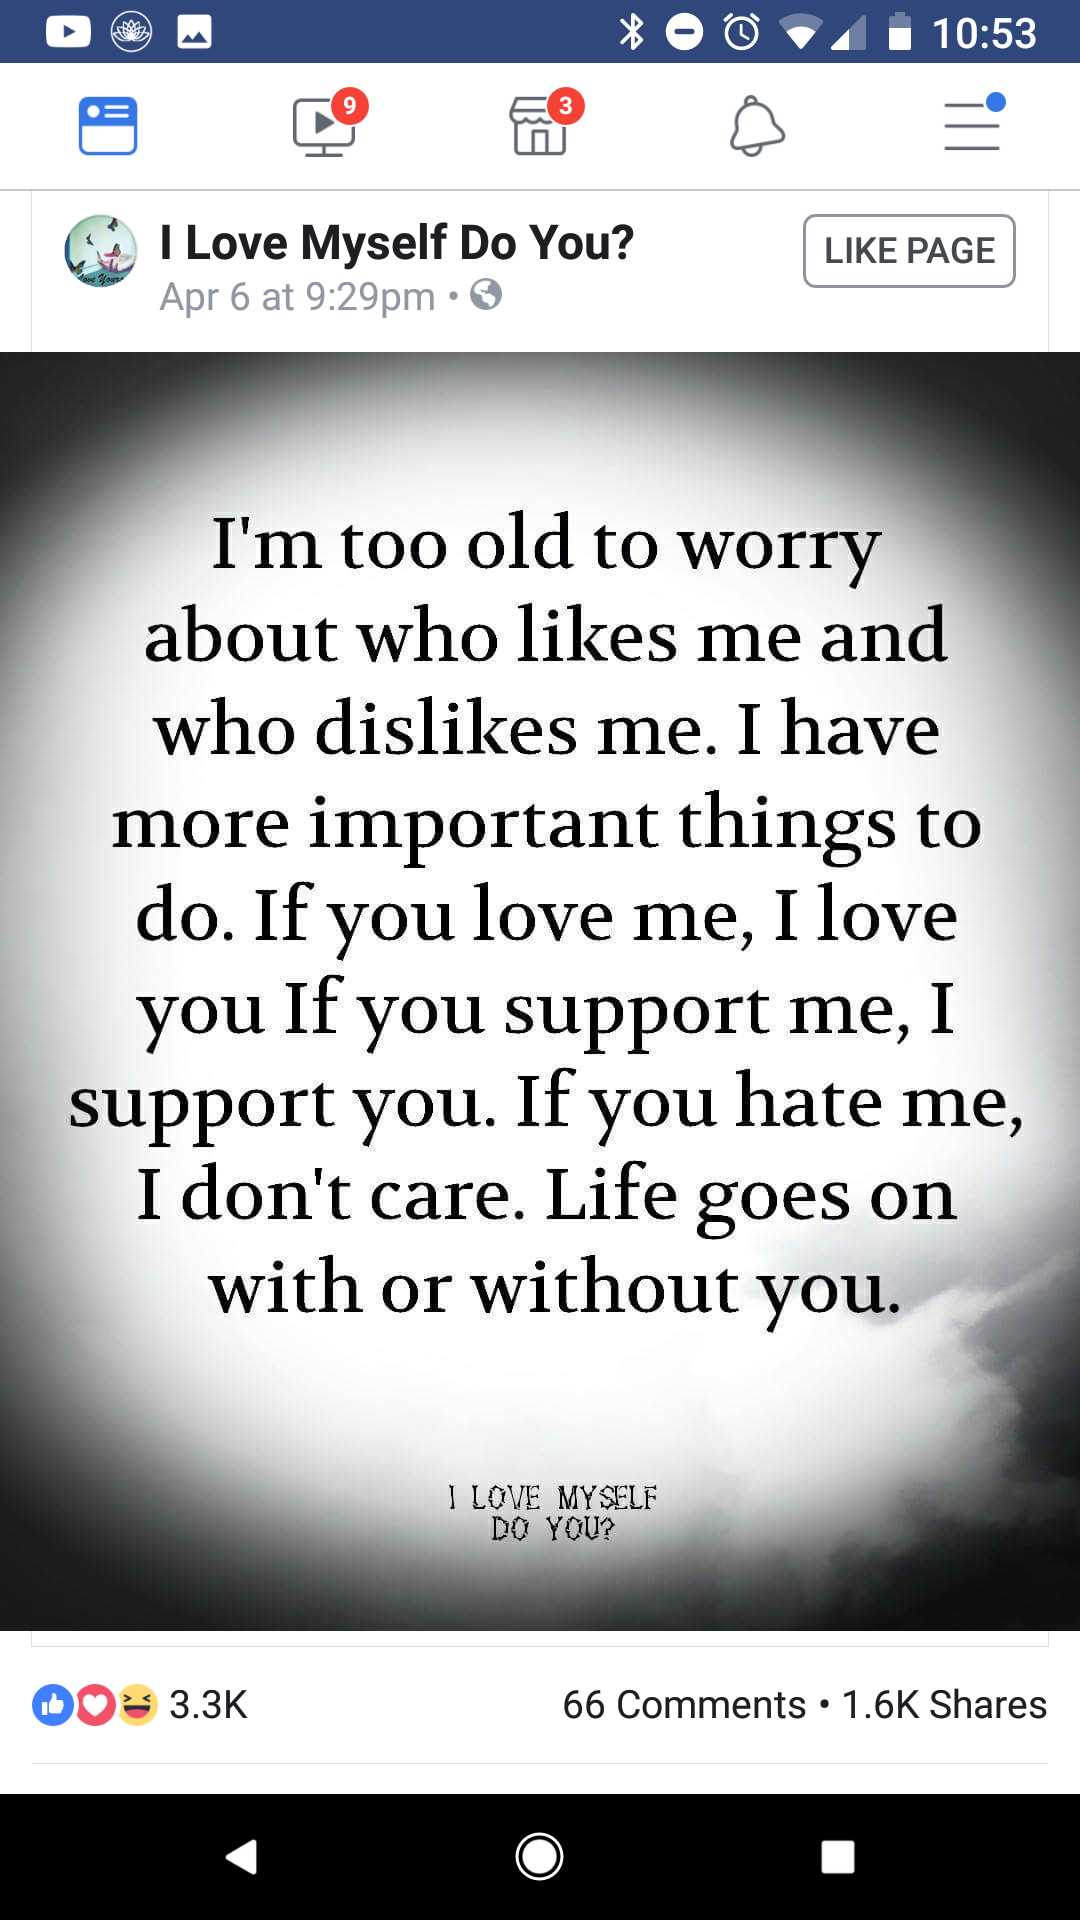 10:53
9
3
I Love Myself Do You?
LIKE PAGE
Apr 6 at 9:29pm •
I'm too old to worry
about who likes me and
who dislikes me. I have
more important things to
do. If you love me, I love
you If you support me, I
support you. If you hate me,
I don't care. Life goes on
with or without you.
I LOVE MYSELF
DO YOU?
3.3K
66 Comments • 1.6K Shares